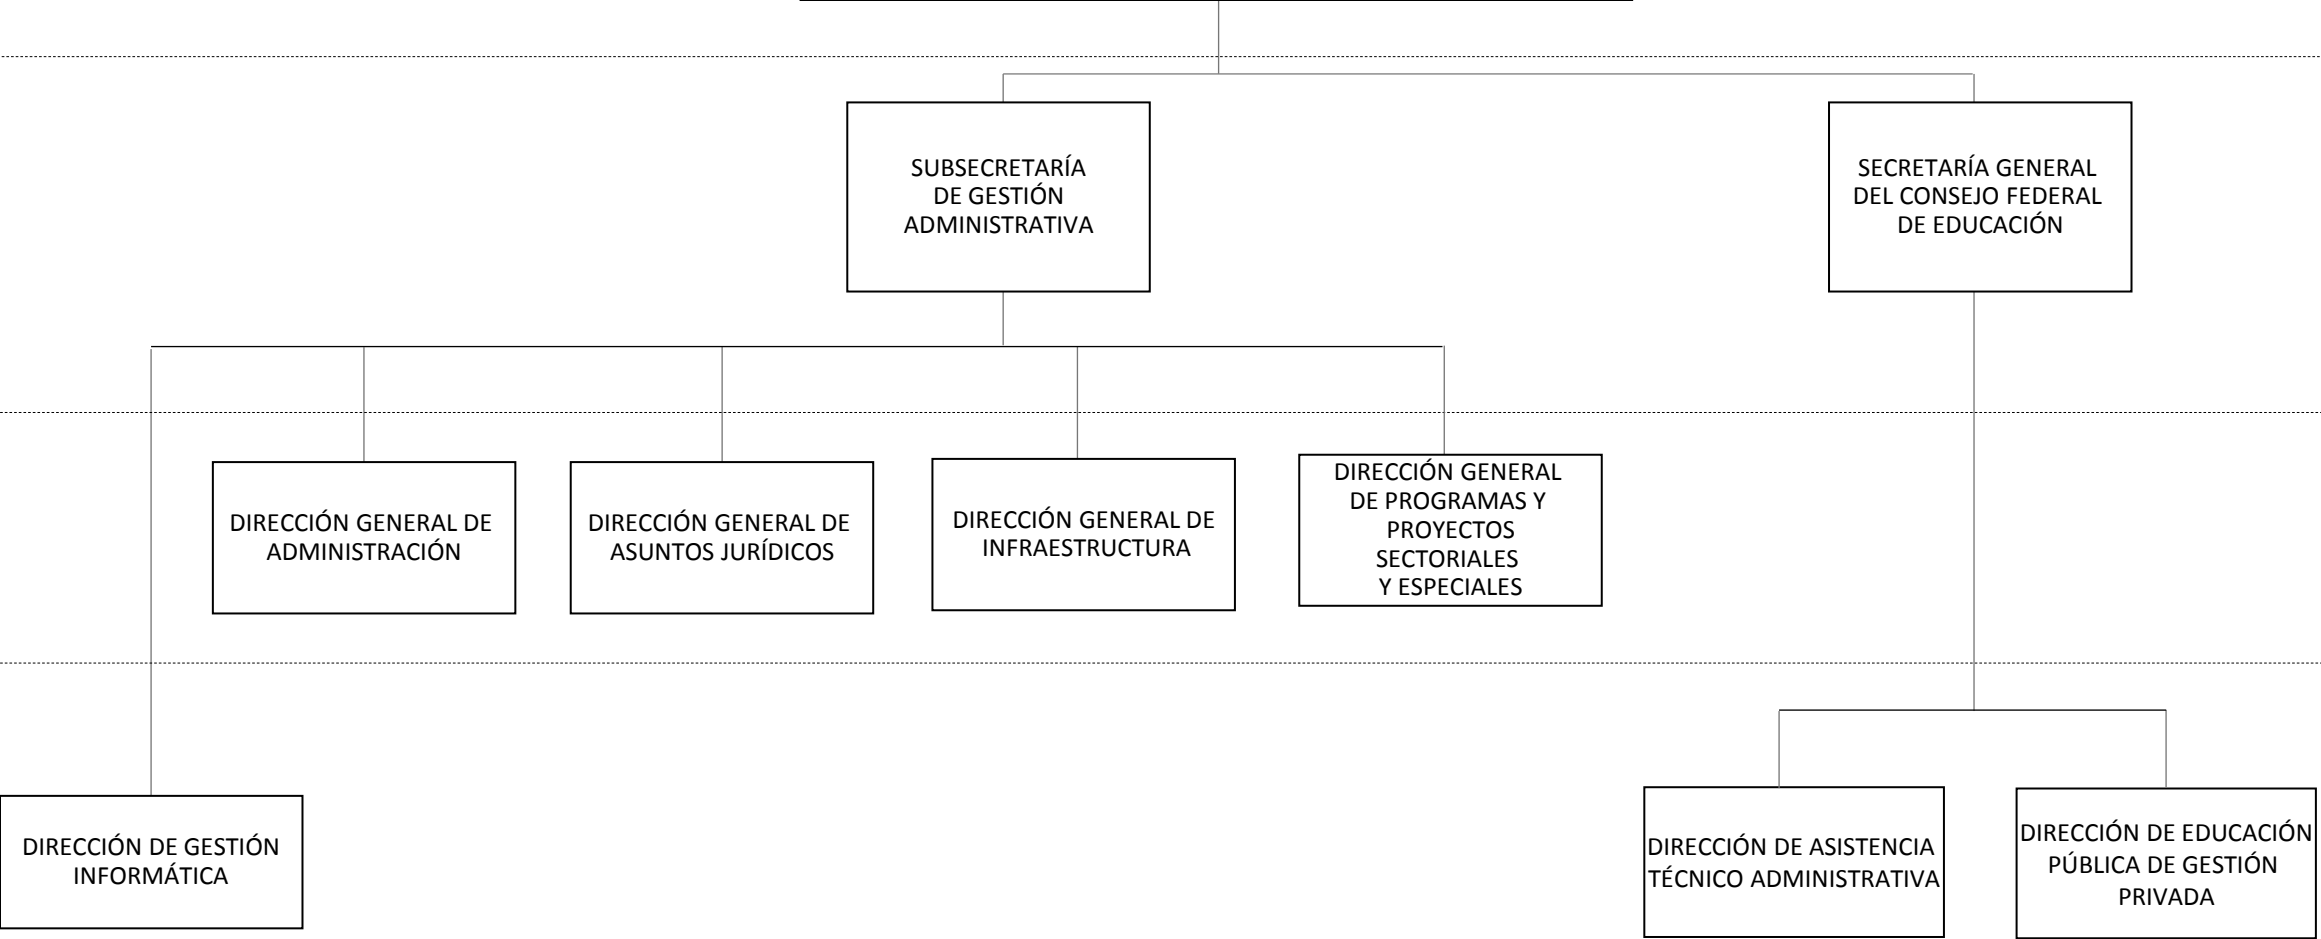 SUBSECRETARÍA
DE GESTIÓN
ADMINISTRATIVA
SECRETARÍA GENERAL
DEL CONSEJO FEDERAL
DE EDUCACIÓN
DIRECCIÓN GENERAL DE
ADMINISTRACIÓN
DIRECCIÓN GENERAL DE
ASUNTOS JURÍDICOS
DIRECCIÓN GENERAL DE
INFRAESTRUCTURA
DIRECCIÓN GENERAL
DE PROGRAMAS Y
PROYECTOS
SECTORIALES
Y ESPECIALES
DIRECCIÓN DE GESTIÓN
INFORMÁTICA
DIRECCIÓN DE ASISTENCIA
TÉCNICO ADMINISTRATIVA
DIRECCIÓN DE EDUCACIÓN
PÚBLICA DE GESTIÓN
PRIVADA